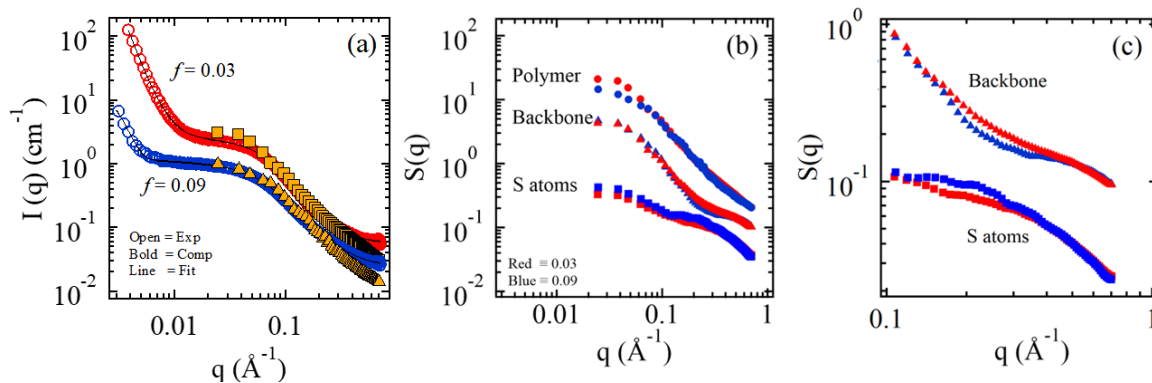 (a)
f = 0.03
f = 0.09
Open = Exp
Bold = Comp
Line = Fit
I (q) (cm⁻¹)
10²
10¹
10⁰
10⁻¹
10⁻²
0.01
0.1
q (Å⁻¹)
(b)
Polymer
Backbone
S atoms
Red = 0.03
Blue = 0.09
S(q)
10²
10¹
10⁰
10⁻¹
10⁻²
0.01
0.1
1
q (Å⁻¹)
(c)
Backbone
S atoms
S(q)
10⁰
10⁻¹
0.1
1
q (Å⁻¹)